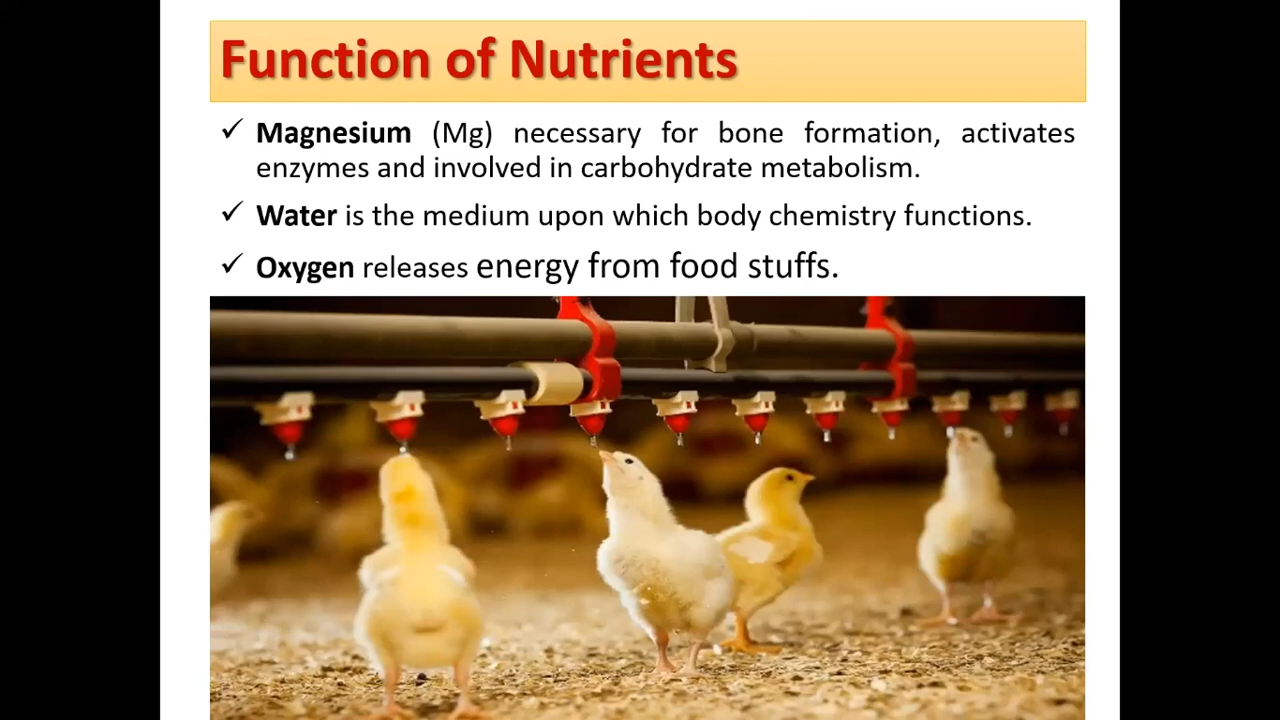 Function of Nutrients
✓ Magnesium (Mg) necessary for bone formation, activates
enzymes and involved in carbohydrate metabolism.
✓ Water is the medium upon which body chemistry functions.
✓ Oxygen releases energy from food stuffs.